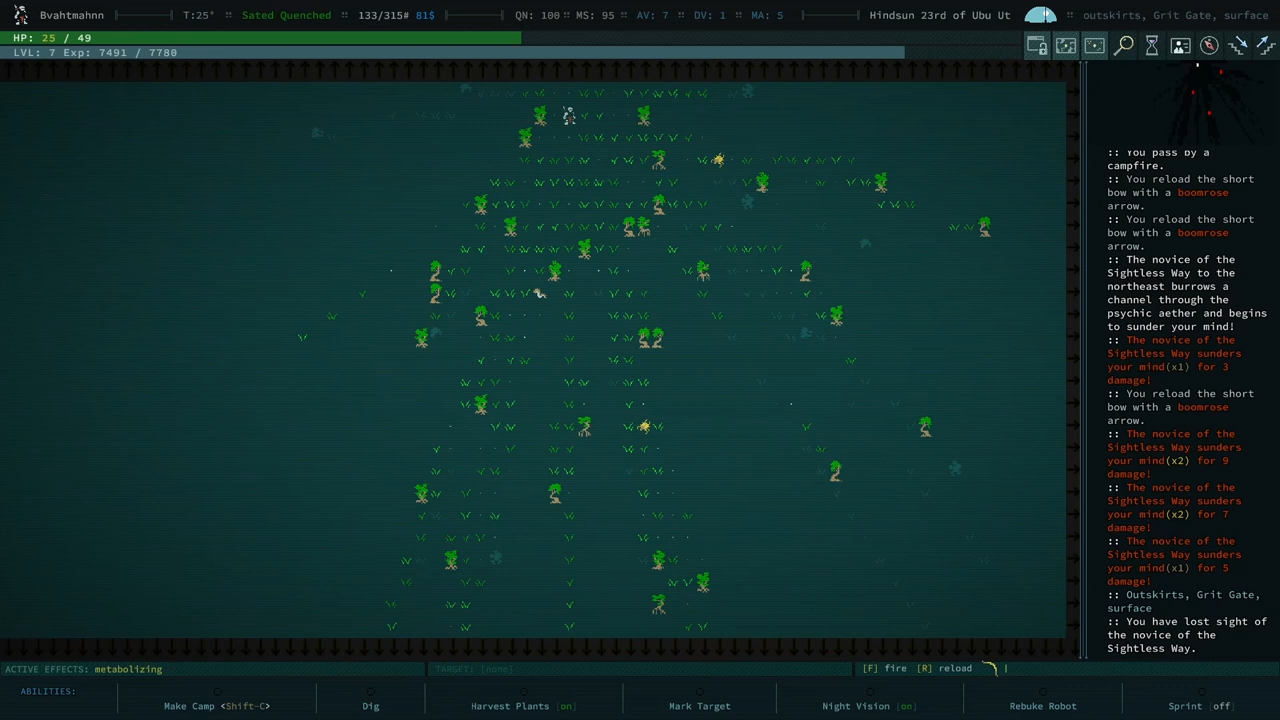 Bvahtmahnn T:25° :: Sated Quenched 133/315# 81$ QN: 100 :: MS: 95 :: AV: 7 :: DV: 1 :: MA: 5 Hindsun 23rd of Ubu Ut :: outskirts, Grit Gate, surface
HP: 25 / 49
LVL: 7 Exp: 7491 / 7780
:: You pass by a
campfire.
:: You reload the short
bow with a boomrose
arrow.
:: You reload the short
bow with a boomrose
arrow.
:: The novice of the
Sightless Way to the
northeast burrows a
channel through the
psychic aether and begins
to sunder your mind!
:: The novice of the
Sightless Way sunders
your mind(x1) for 3
damage!
:: You reload the short
bow with a boomrose
arrow.
:: The novice of the
Sightless Way sunders
your mind(x2) for 9
damage!
:: The novice of the
Sightless Way sunders
your mind(x2) for 7
damage!
:: The novice of the
Sightless Way sunders
your mind(x1) for 5
damage!
:: Outskirts, Grit Gate,
surface
:: You have lost sight of
the novice of the
Sightless Way.
ACTIVE EFFECTS: metabolizing TARGET: [none] [F] fire [R] reload
ABILITIES: Make Camp <Shift-C> Dig Harvest Plants [on] Mark Target Night Vision [on] Rebuke Robot Sprint [off]